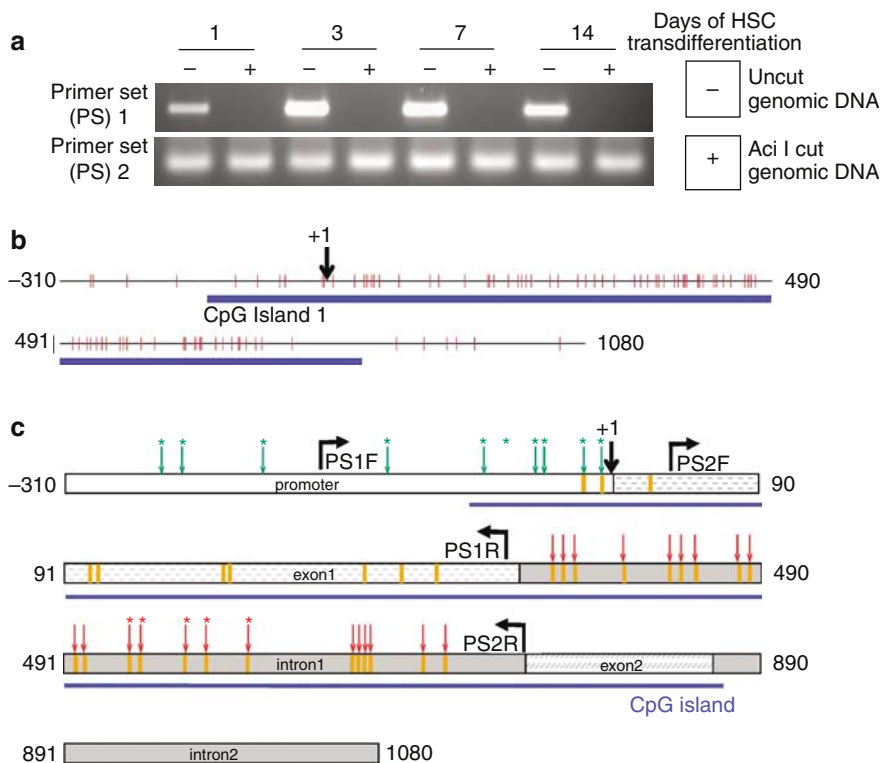 a
1 3 7 14 Days of HSC transdifferentiation
– + – + – + – +
Primer set (PS) 1
Primer set (PS) 2
– Uncut genomic DNA
+ Aci I cut genomic DNA
b
+1
–310 490
CpG Island 1
491 1080
c
* * * * * * * * * * +1
PS1F PS2F
–310 promoter 90
PS1R
91 exon1 490
* * * * *
PS2R
491 intron1 exon2 890
CpG island
891 intron2 1080